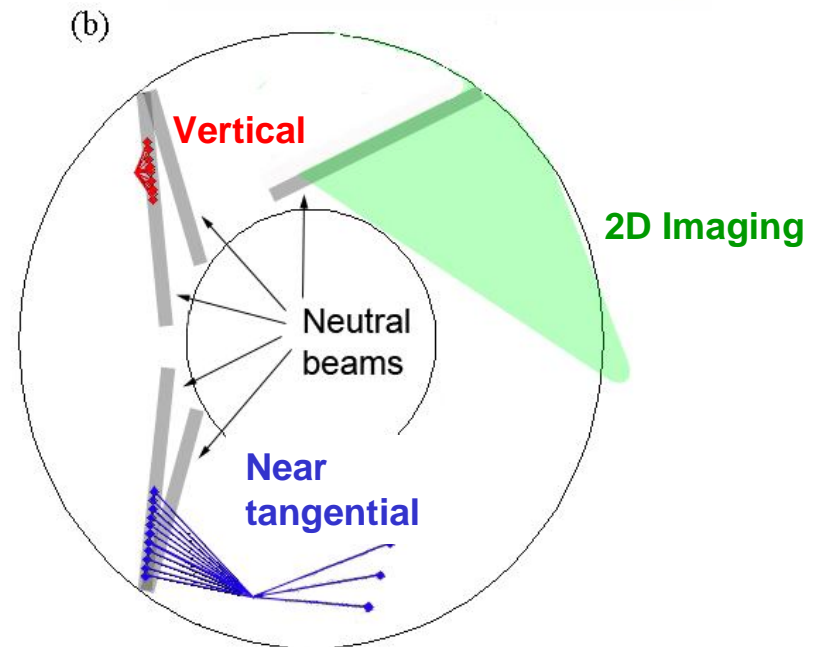 (b)
Vertical
2D Imaging
Neutral
beams
Near
tangential